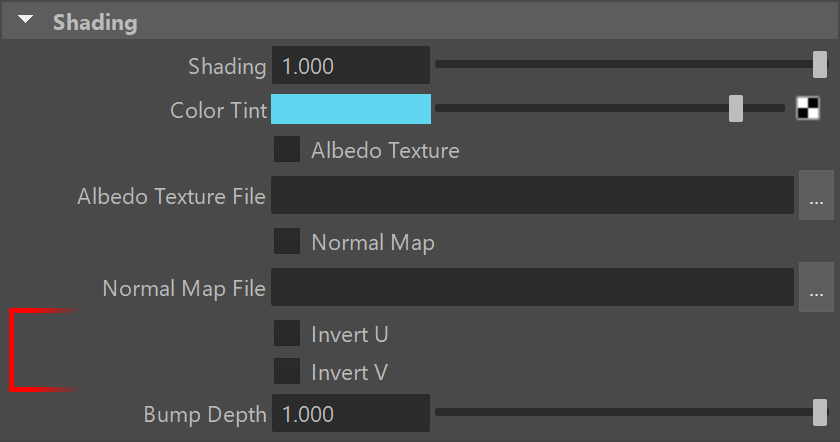 Shading
Shading 1.000
Color Tint
Albedo Texture
Albedo Texture File ...
Normal Map
Normal Map File ...
Invert U
Invert V
Bump Depth 1.000